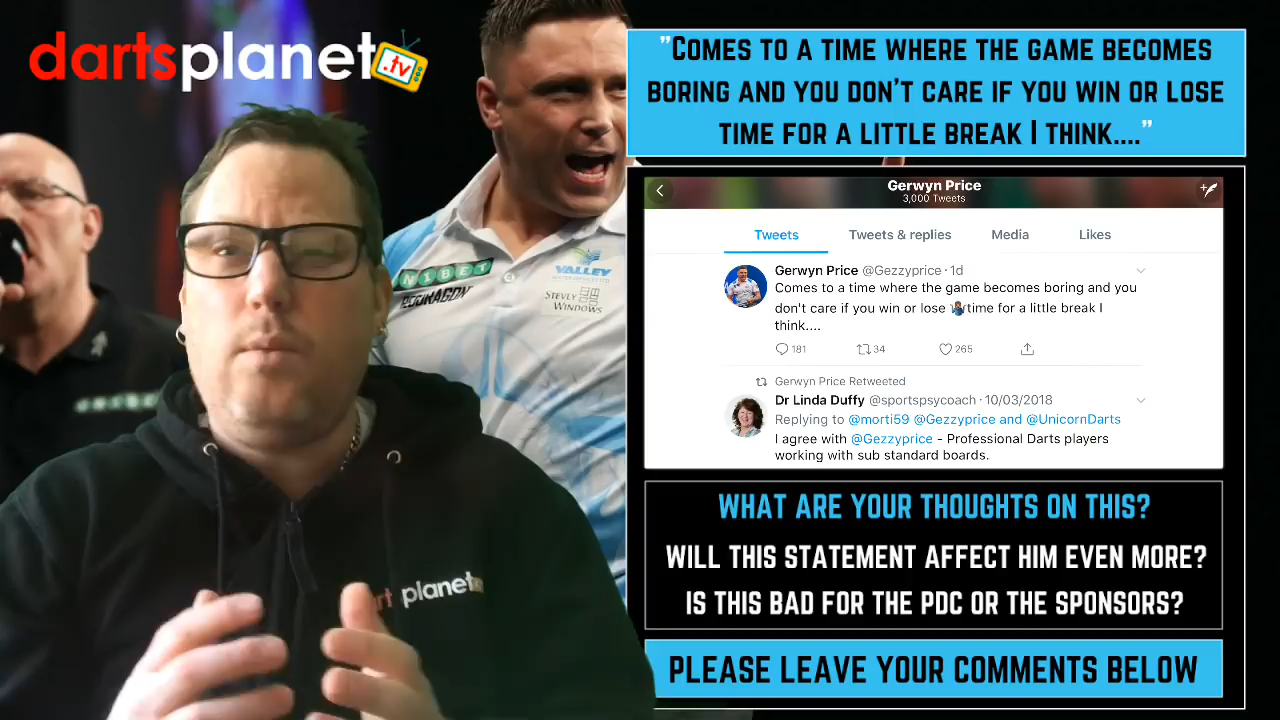 dartsplanet
.tv
"COMES TO A TIME WHERE THE GAME BECOMES
BORING AND YOU DON'T CARE IF YOU WIN OR LOSE
TIME FOR A LITTLE BREAK I THINK...."
Gerwyn Price
3,000 Tweets
Tweets
Tweets & replies
Media
Likes
Gerwyn Price @Gezzyprice · 1d
Comes to a time where the game becomes boring and you
don't care if you win or lose 🤷🏽‍♂️time for a little break I
think....
181
34
265
Gerwyn Price Retweeted
Dr Linda Duffy @sportspsycoach · 10/03/2018
Replying to @morti59 @Gezzyprice and @UnicornDarts
I agree with @Gezzyprice - Professional Darts players
working with sub standard boards.
WHAT ARE YOUR THOUGHTS ON THIS?
WILL THIS STATEMENT AFFECT HIM EVEN MORE?
IS THIS BAD FOR THE PDC OR THE SPONSORS?
PLEASE LEAVE YOUR COMMENTS BELOW
UNIBET
REDDRAGON
VALLEY
STEVLY
WINDOWS
planet